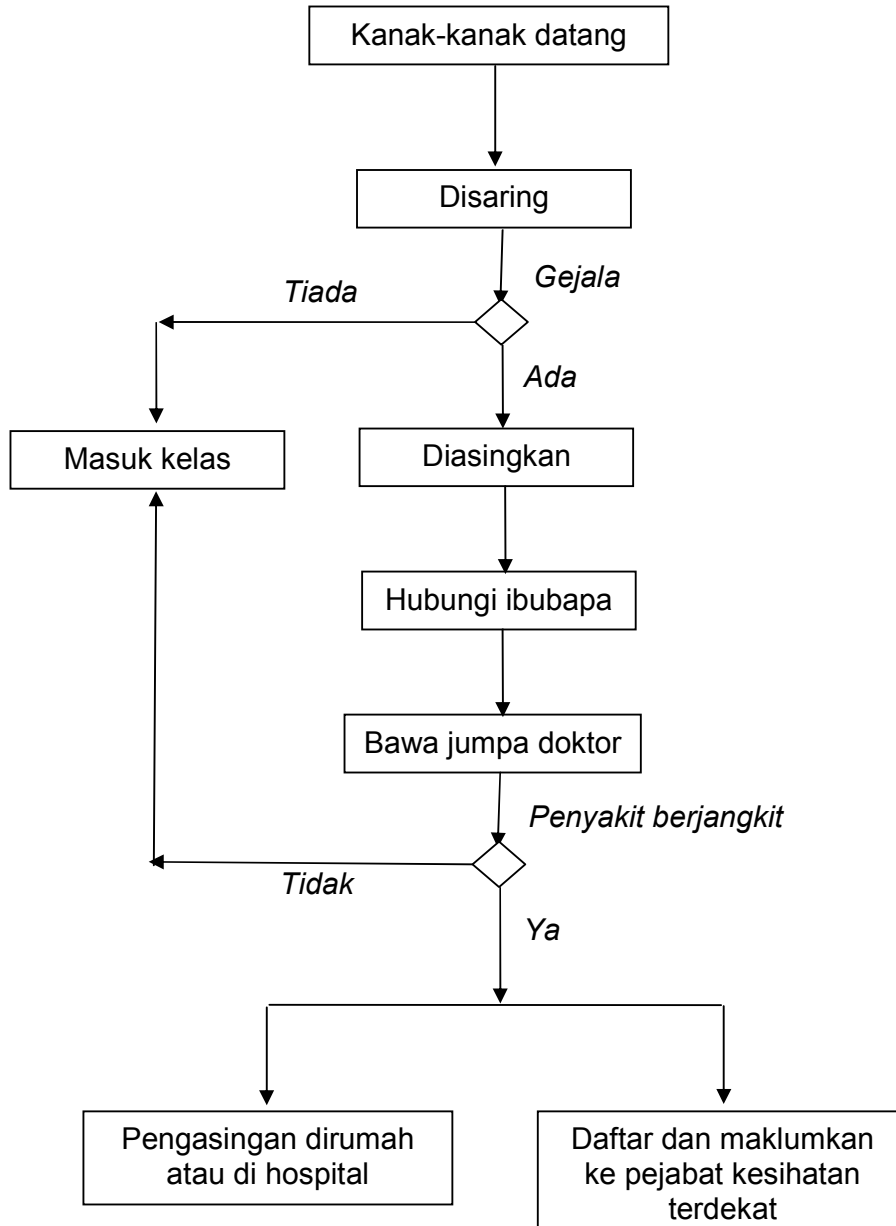 Kanak-kanak datang
Disaring
Gejala
Tiada
Ada
Masuk kelas
Diasingkan
Hubungi ibubapa
Bawa jumpa doktor
Penyakit berjangkit
Tidak
Ya
Pengasingan dirumah
atau di hospital
Daftar dan maklumkan
ke pejabat kesihatan
terdekat